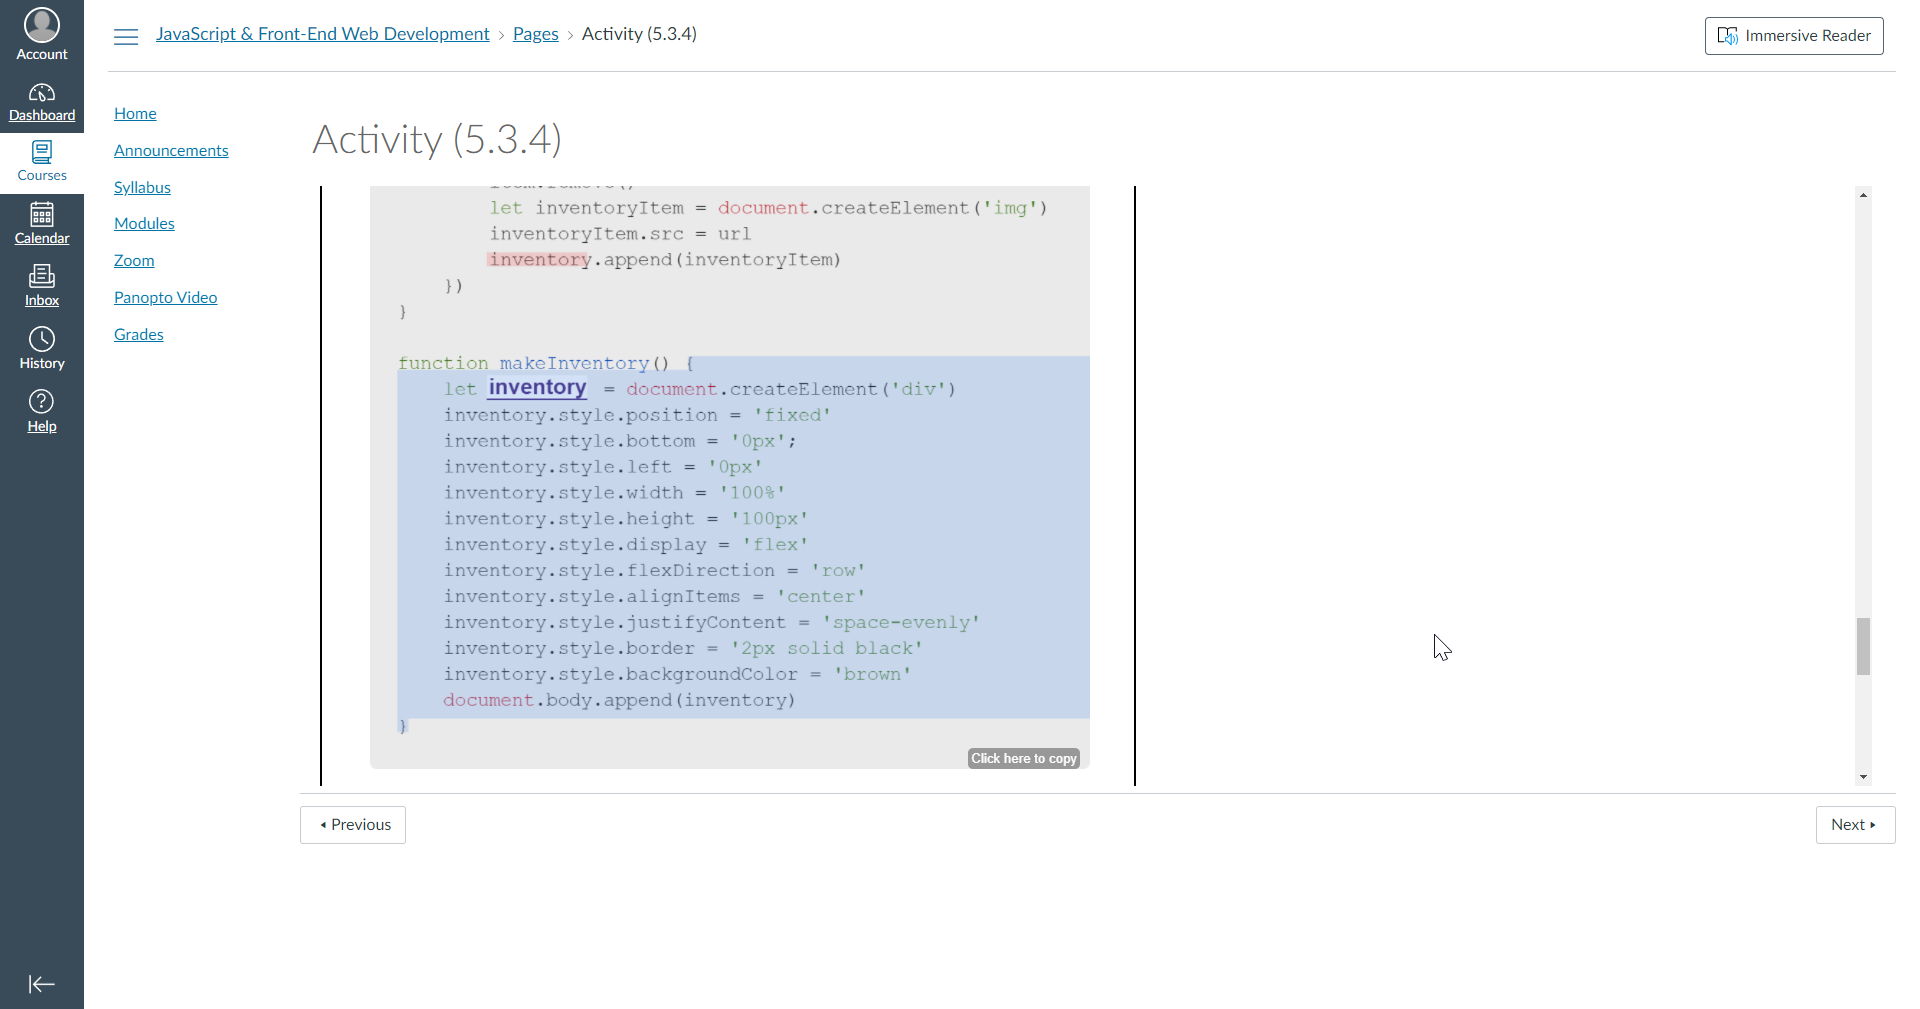 Account
Dashboard
Courses
Calendar
Inbox
History
Help
JavaScript & Front-End Web Development › Pages › Activity (5.3.4)
Immersive Reader
Home
Announcements
Syllabus
Modules
Zoom
Panopto Video
Grades
Activity (5.3.4)
let inventoryItem = document.createElement('img')
inventoryItem.src = url
inventory.append(inventoryItem)
})
}
function makeInventory() {
let inventory = document.createElement('div')
inventory.style.position = 'fixed'
inventory.style.bottom = '0px';
inventory.style.left = '0px'
inventory.style.width = '100%'
inventory.style.height = '100px'
inventory.style.display = 'flex'
inventory.style.flexDirection = 'row'
inventory.style.alignItems = 'center'
inventory.style.justifyContent = 'space-evenly'
inventory.style.border = '2px solid black'
inventory.style.backgroundColor = 'brown'
document.body.append(inventory)
}
Click here to copy
Previous
Next